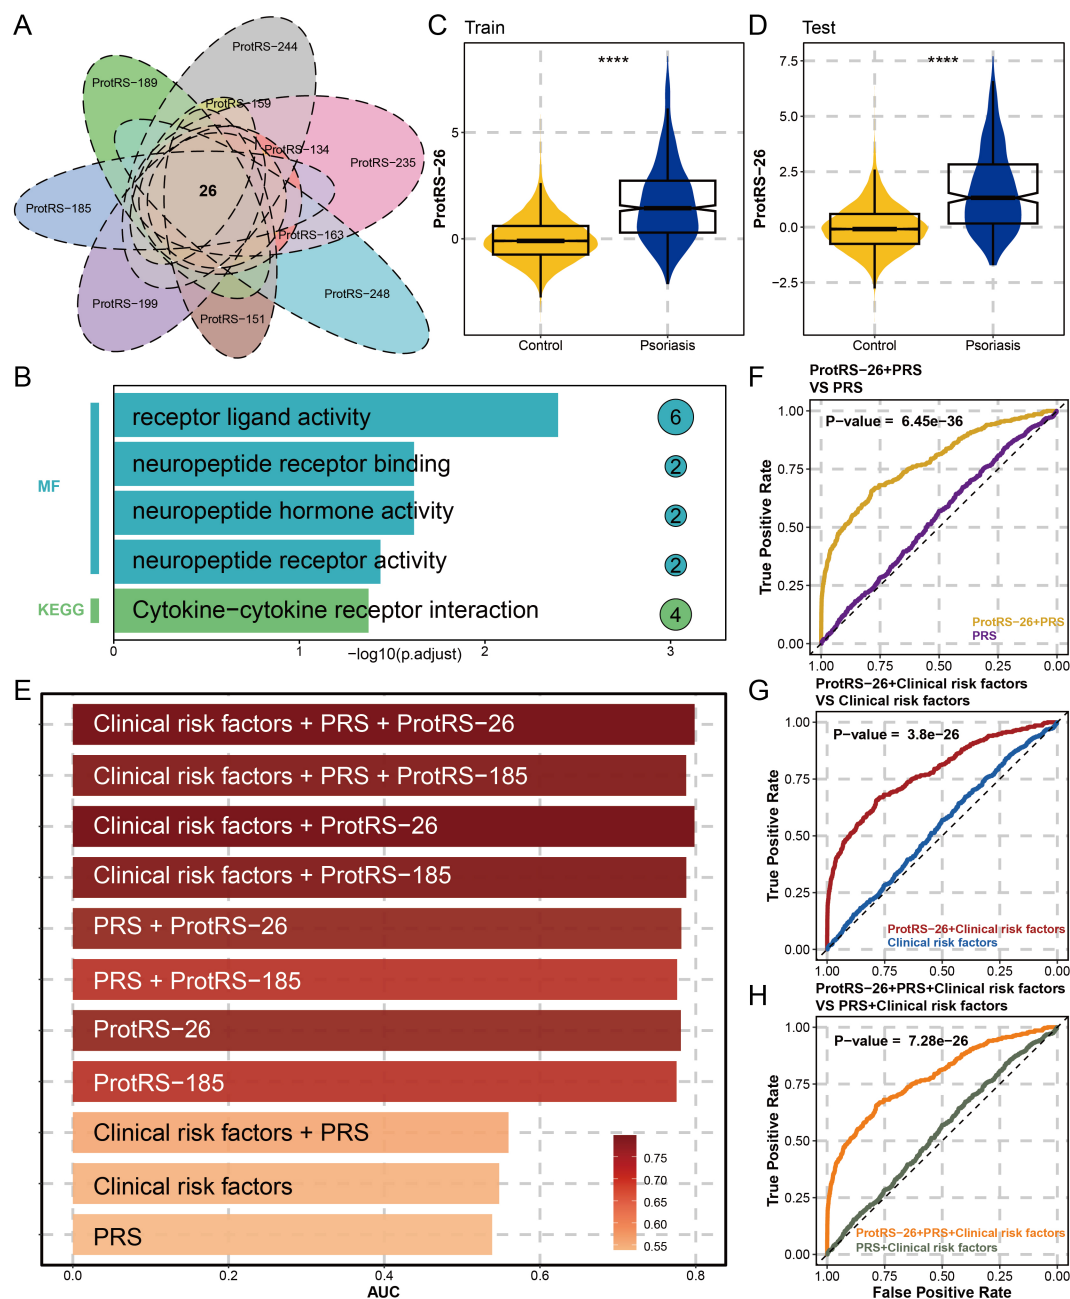 A
ProtRS−244
ProtRS−189
ProtRS−159
ProtRS−134
ProtRS−235
26
ProtRS−185
ProtRS−163
ProtRS−199
ProtRS−248
ProtRS−151
C
Train
****
5
0
ProtRS−26
Control
Psoriasis
D
Test
****
7.5
5.0
2.5
0.0
−2.5
ProtRS−26
Control
Psoriasis
B
MF
KEGG
receptor ligand activity
6
neuropeptide receptor binding
2
neuropeptide hormone activity
2
neuropeptide receptor activity
2
Cytokine−cytokine receptor interaction
4
0
1
2
3
−log10(p.adjust)
E
Clinical risk factors + PRS + ProtRS−26
Clinical risk factors + PRS + ProtRS−185
Clinical risk factors + ProtRS−26
Clinical risk factors + ProtRS−185
PRS + ProtRS−26
PRS + ProtRS−185
ProtRS−26
ProtRS−185
Clinical risk factors + PRS
Clinical risk factors
PRS
0.75
0.70
0.65
0.60
0.55
0.0
0.2
0.4
0.6
0.8
AUC
F
ProtRS−26+PRS
VS PRS
P−value = 6.45e−36
1.00
0.75
0.50
0.25
0.00
True Positive Rate
ProtRS−26+PRS
PRS
1.00
0.75
0.50
0.25
0.00
G
ProtRS−26+Clinical risk factors
VS Clinical risk factors
P−value = 3.8e−26
1.00
0.75
0.50
0.25
0.00
True Positive Rate
ProtRS−26+Clinical risk factors
Clinical risk factors
1.00
0.75
0.50
0.25
0.00
H
ProtRS−26+PRS+Clinical risk factors
VS PRS+Clinical risk factors
P−value = 7.28e−26
1.00
0.75
0.50
0.25
0.00
True Positive Rate
ProtRS−26+PRS+Clinical risk factors
PRS+Clinical risk factors
1.00
0.75
0.50
0.25
0.00
False Positive Rate